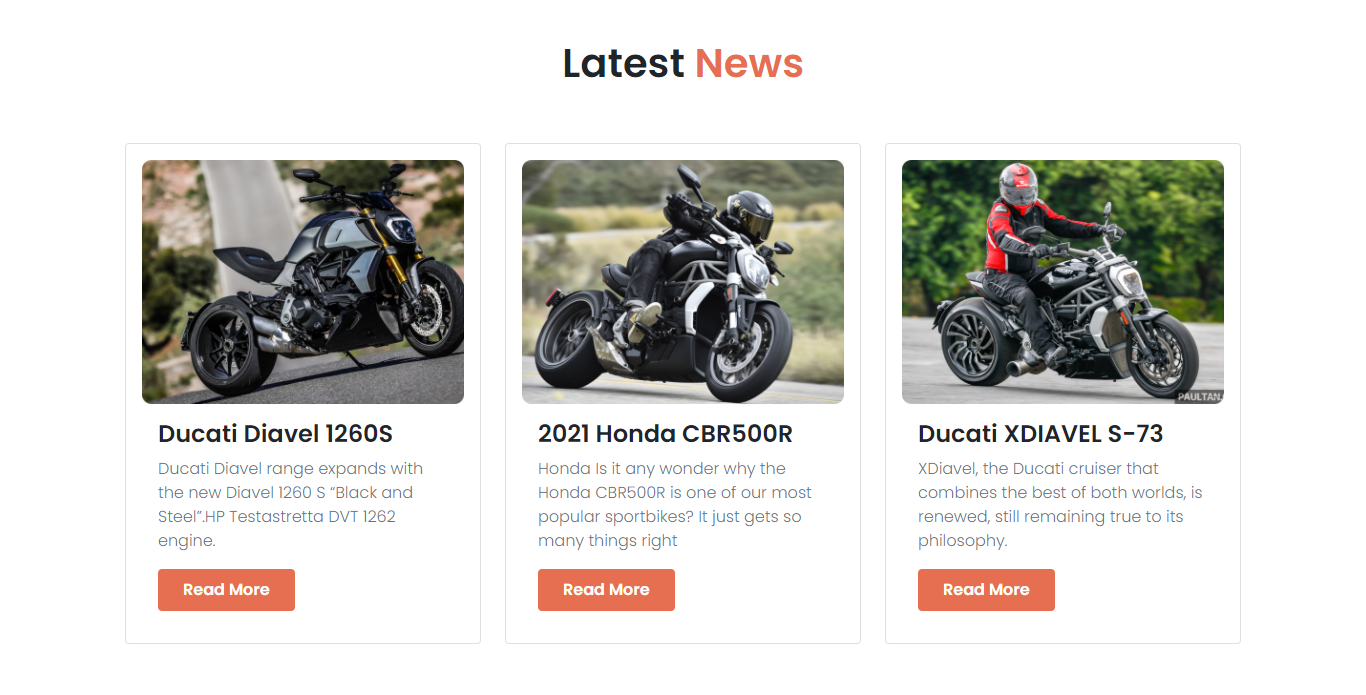 Latest News
Ducati Diavel 1260S
Ducati Diavel range expands with
the new Diavel 1260 S “Black and
Steel”.HP Testastretta DVT 1262
engine.
Read More
2021 Honda CBR500R
Honda Is it any wonder why the
Honda CBR500R is one of our most
popular sportbikes? It just gets so
many things right
Read More
PAULTAN.
Ducati XDIAVEL S-73
XDiavel, the Ducati cruiser that
combines the best of both worlds, is
renewed, still remaining true to its
philosophy.
Read More